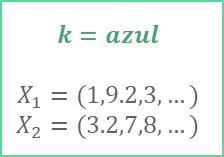 k = azul
X₁ = (1,9.2,3, … )
X₂ = (3.2,7,8, … )